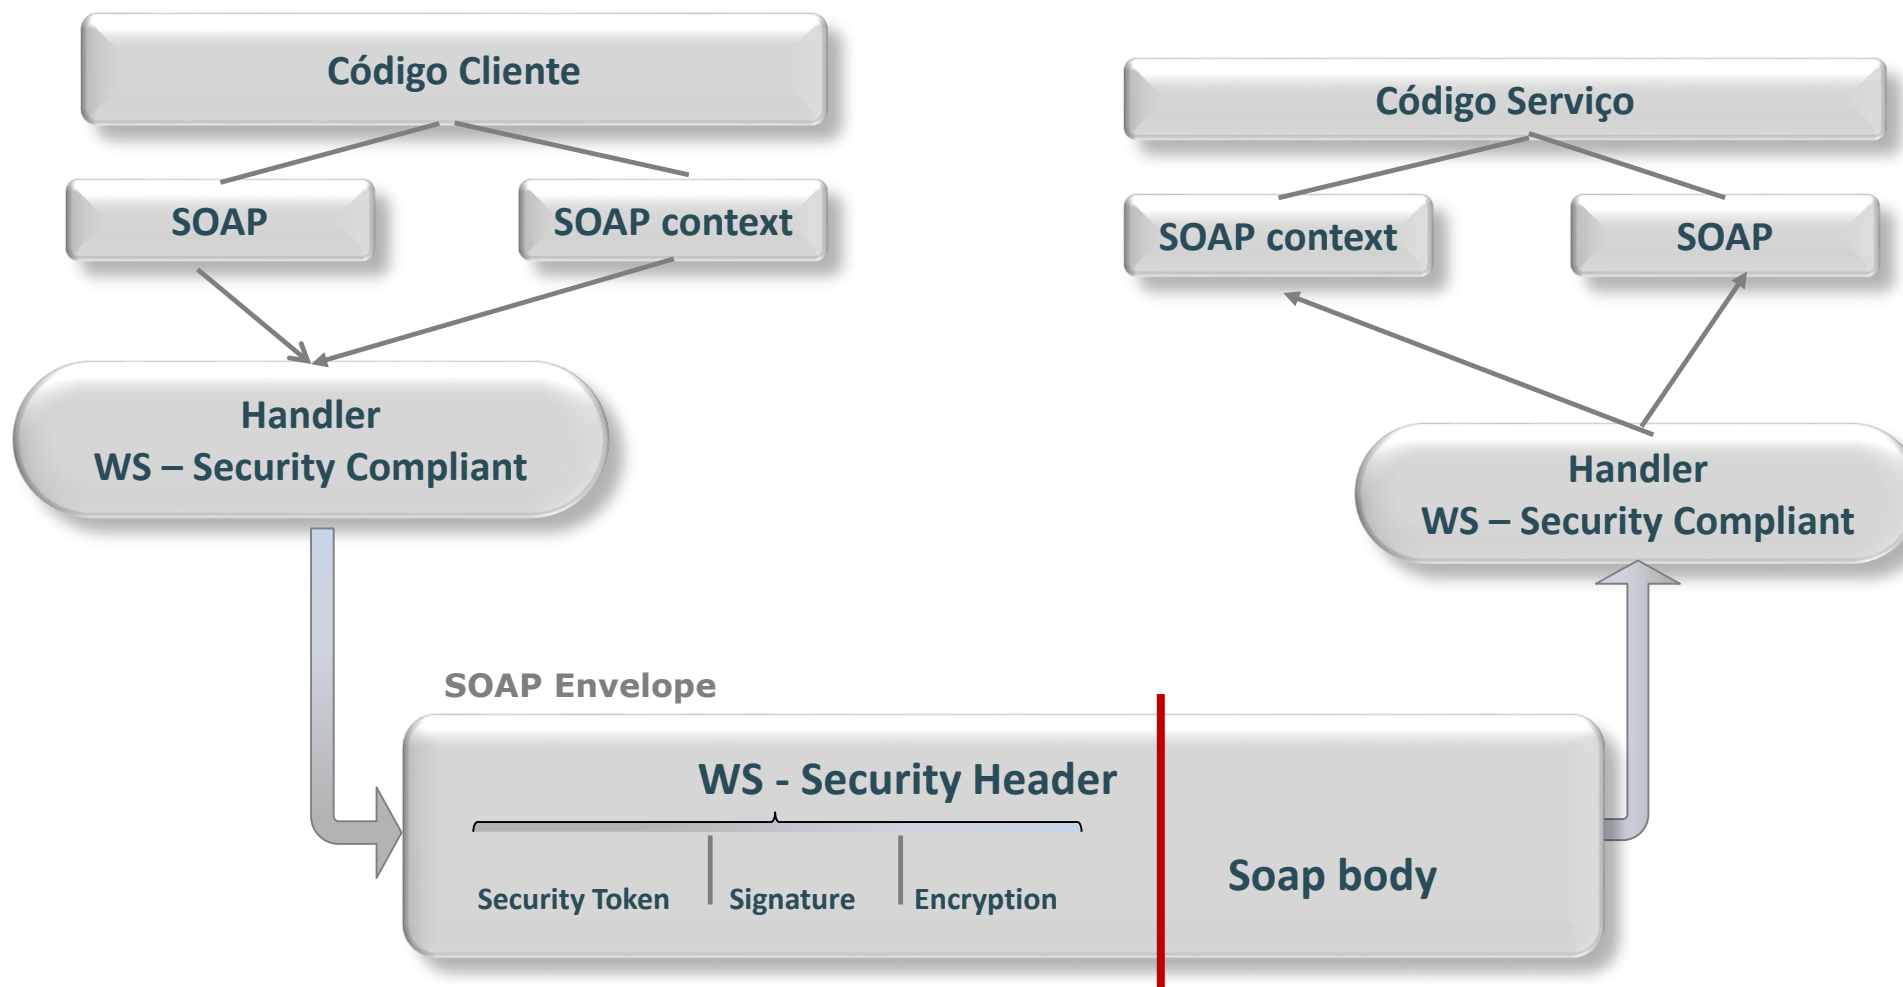 Código Cliente
SOAP
SOAP context
Handler
WS – Security Compliant
Código Serviço
SOAP context
SOAP
Handler
WS – Security Compliant
SOAP Envelope
WS - Security Header
Security Token
Signature
Encryption
Soap body